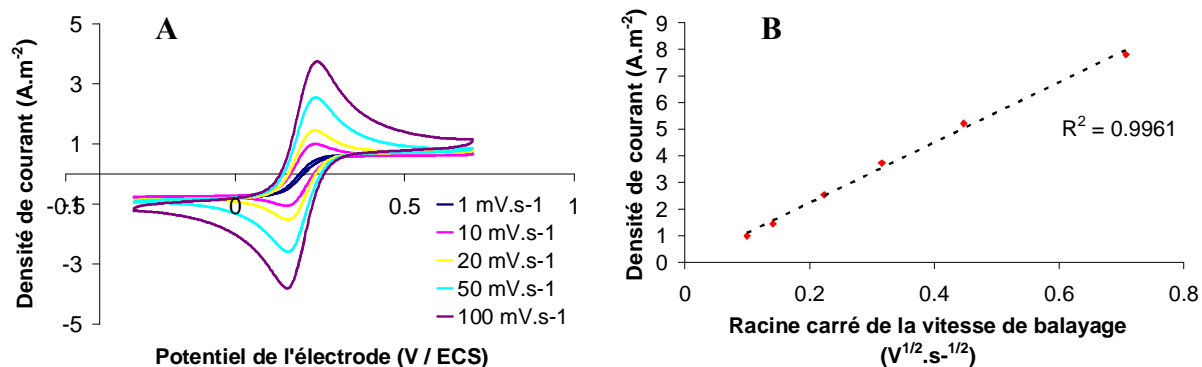 A
Densité de courant (A.m-2)
5
3
1
-1
-3
-5
-0.5
0
0.5
1
1 mV.s-1
10 mV.s-1
20 mV.s-1
50 mV.s-1
100 mV.s-1
Potentiel de l'électrode (V / ECS)
B
Densité de courant (A.m-2)
9
8
7
6
5
4
3
2
1
0
R2 = 0.9961
0
0.2
0.4
0.6
0.8
Racine carré de la vitesse de balayage
(V1/2.s-1/2)